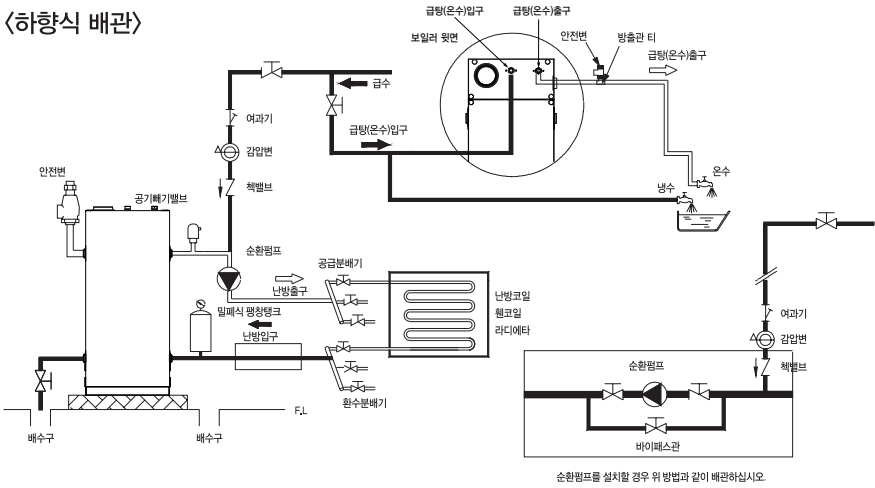 〈하향식 배관〉
급탕(온수)입구
급탕(온수)출구
보일러 윗면
안전변
방출관 티
급탕(온수)출구
급수
여과기
급탕(온수)입구
감압변
온수
안전변
첵밸브
냉수
공기빼기밸브
순환펌프
공급분배기
난방출구
난방코일
휀코일
라디에타
밀폐식 팽창탱크
난방입구
여과기
감압변
순환펌프
첵밸브
환수분배기
F.L
배수구
배수구
바이패스관
순환펌프를 설치할 경우 위 방법과 같이 배관하십시오.